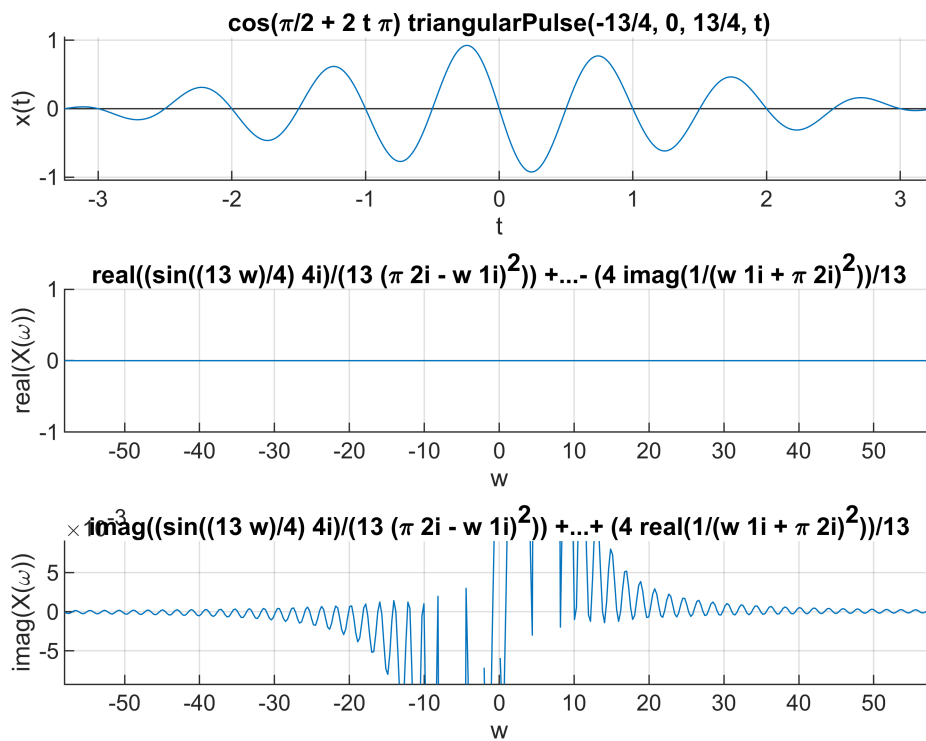 cos(π/2 + 2 t π) triangularPulse(-13/4, 0, 13/4, t)
1
0
-1
x(t)
-3 -2 -1 0 1 2 3
t
real((sin((13 w)/4) 4i)/(13 (π 2i - w 1i)²)) +...- (4 imag(1/(w 1i + π 2i)²))/13
1
0
-1
real(X(ω))
-50 -40 -30 -20 -10 0 10 20 30 40 50
w
×10⁻³
imag((sin((13 w)/4) 4i)/(13 (π 2i - w 1i)²)) +...+ (4 real(1/(w 1i + π 2i)²))/13
5
0
-5
imag(X(ω))
-50 -40 -30 -20 -10 0 10 20 30 40 50
w